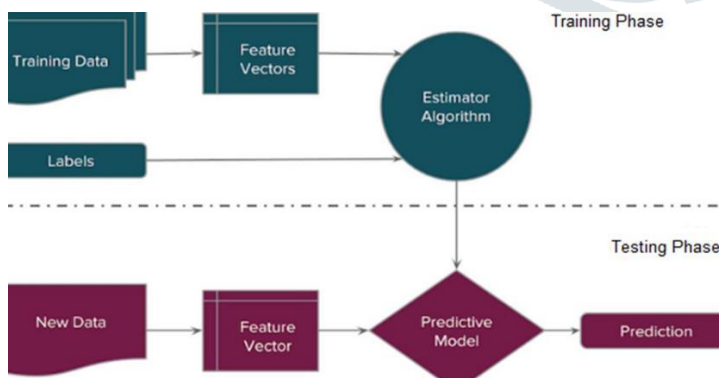 Training Phase
Training Data
Feature
Vectors
Estimator
Algorithm
Labels
Testing Phase
New Data
Feature
Vector
Predictive
Model
Prediction